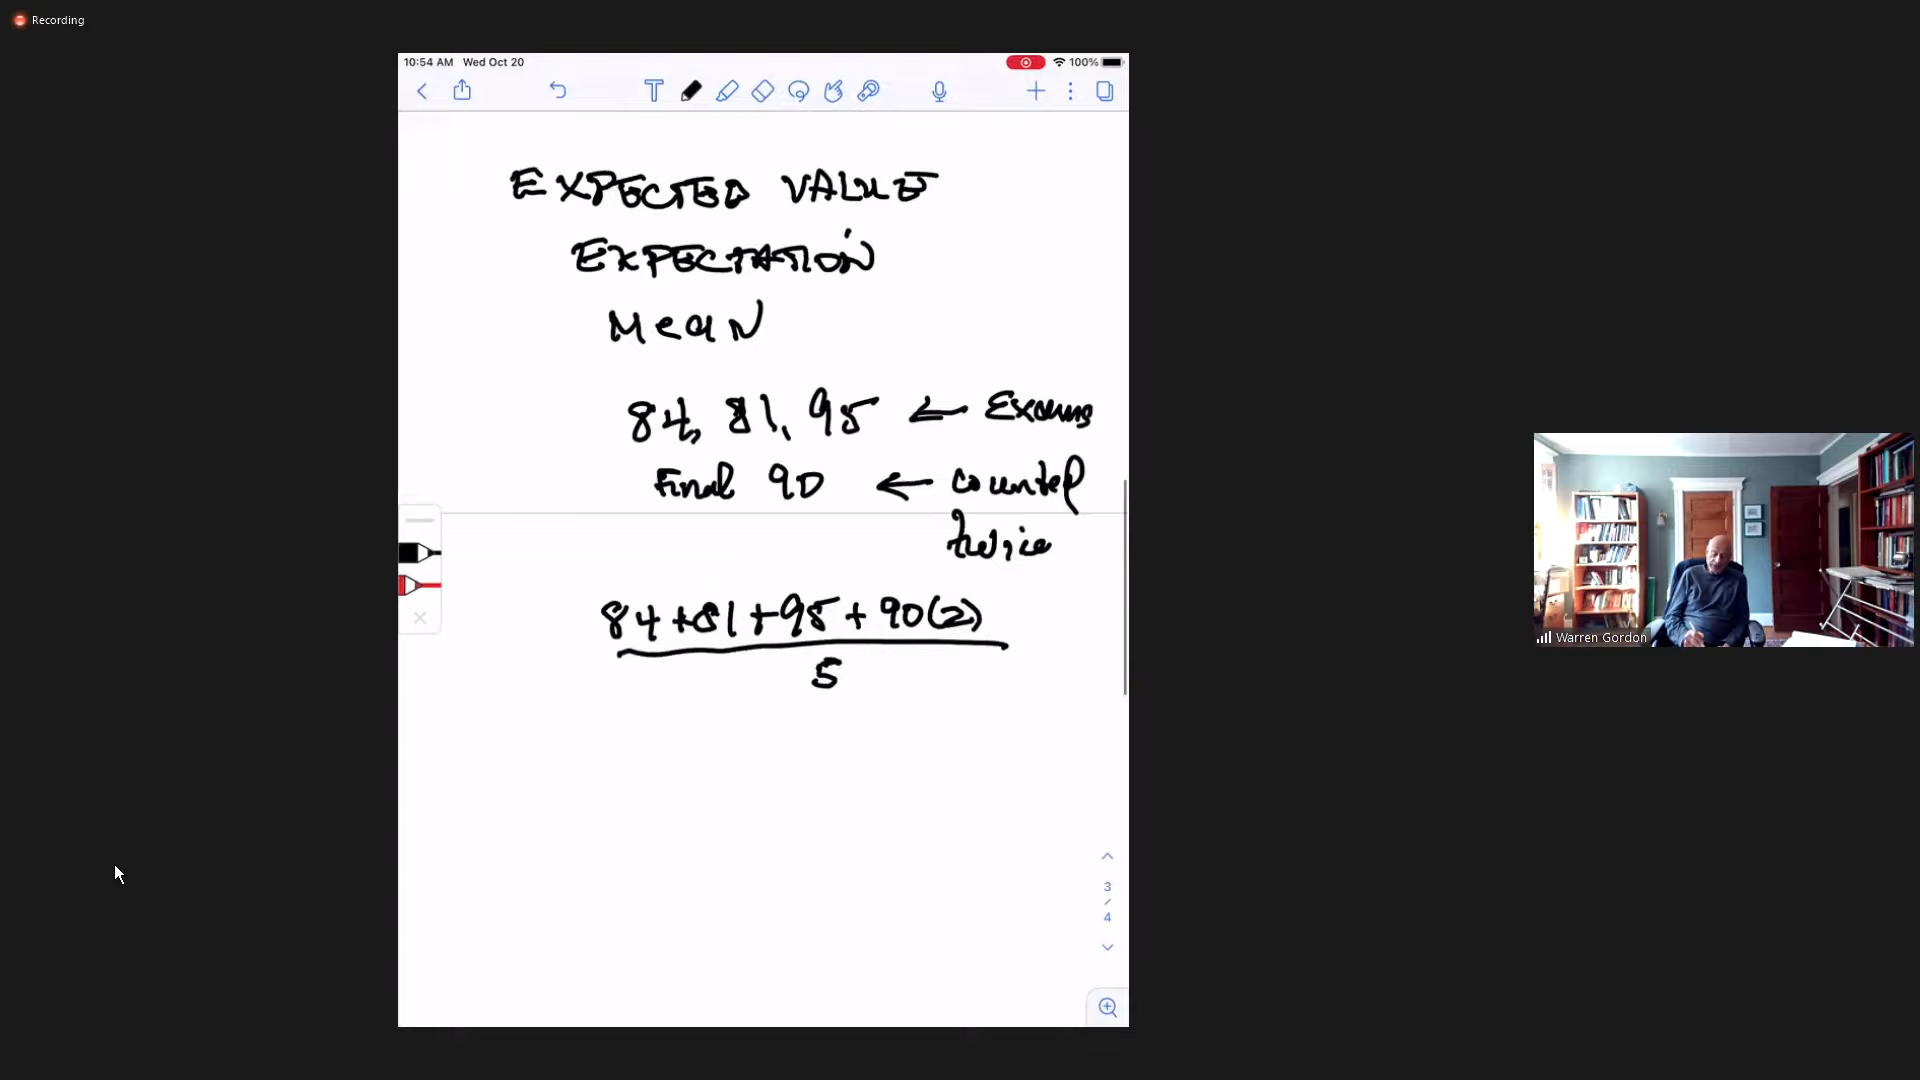 Recording
10:54 AM Wed Oct 20
100%
T
EXPECTED VALUE
EXPECTATION
MEAN
84, 81, 95 ← Exams
Final 90 ← counted
twice
84+81+95+90(2)
5
3
/
4
Warren Gordon